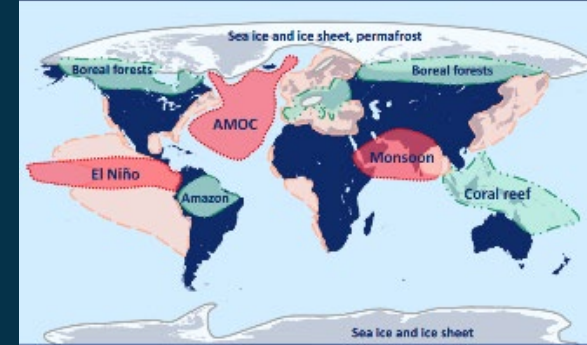 Sea ice and ice sheet, permafrost
Boreal forests
Boreal forests
AMOC
Monsoon
El Niño
Amazon
Coral reef
Sea ice and ice sheet